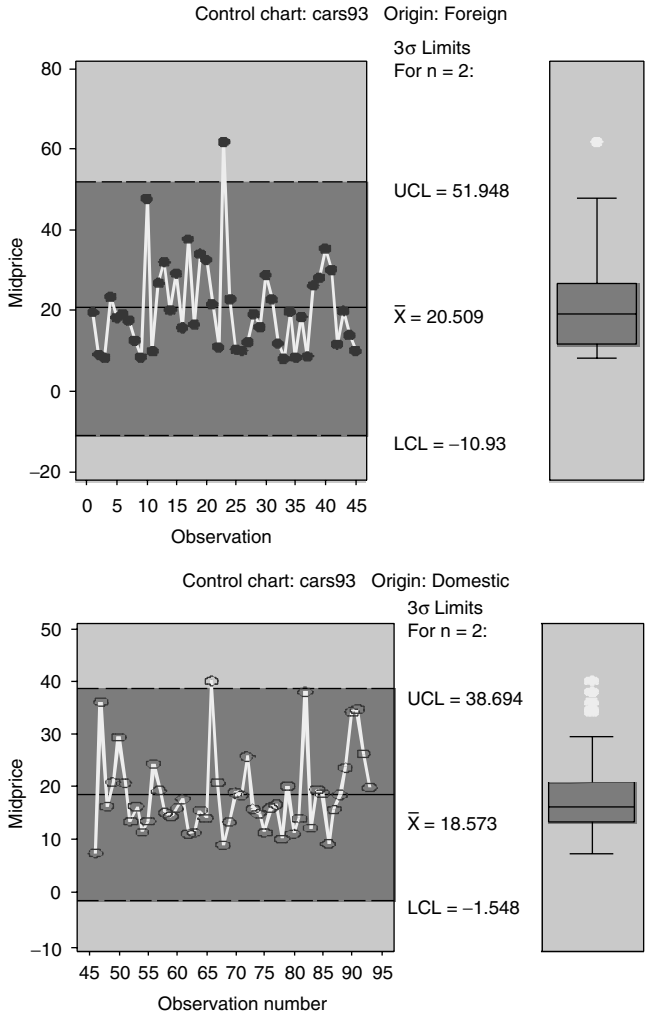 Control chart: cars93 Origin: Foreign
3σ Limits
For n = 2:
80
60
40
20
0
−20
Midprice
UCL = 51.948
X̅ = 20.509
LCL = −10.93
0 5 10 15 20 25 30 35 40 45
Observation
Control chart: cars93 Origin: Domestic
3σ Limits
For n = 2:
50
40
30
20
10
0
−10
Midprice
UCL = 38.694
X̅ = 18.573
LCL = −1.548
45 50 55 60 65 70 75 80 85 90 95
Observation number